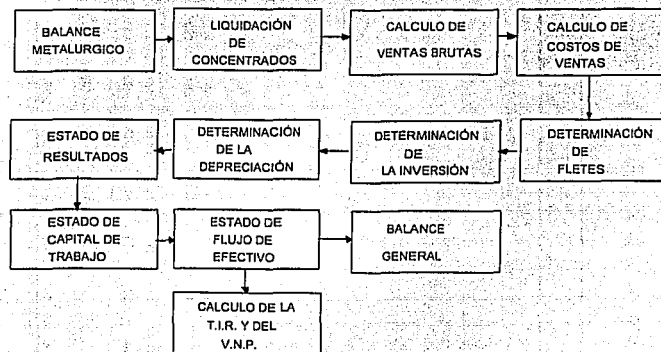 BALANCE
METALURGICO
LIQUIDACIÓN
DE
CONCENTRADOS
CALCULO DE
VENTAS BRUTAS
CALCULO DE
COSTOS DE
VENTAS
ESTADO DE
RESULTADOS
DETERMINACIÓN
DE LA
DEPRECIACIÓN
DETERMINACIÓN
DE
LA INVERSIÓN
DETERMINACIÓN
DE
FLETES
ESTADO DE
CAPITAL DE
TRABAJO
ESTADO DE
FLUJO DE
EFECTIVO
BALANCE
GENERAL
CALCULO DE LA
T.I.R. Y DEL
V.N.P.